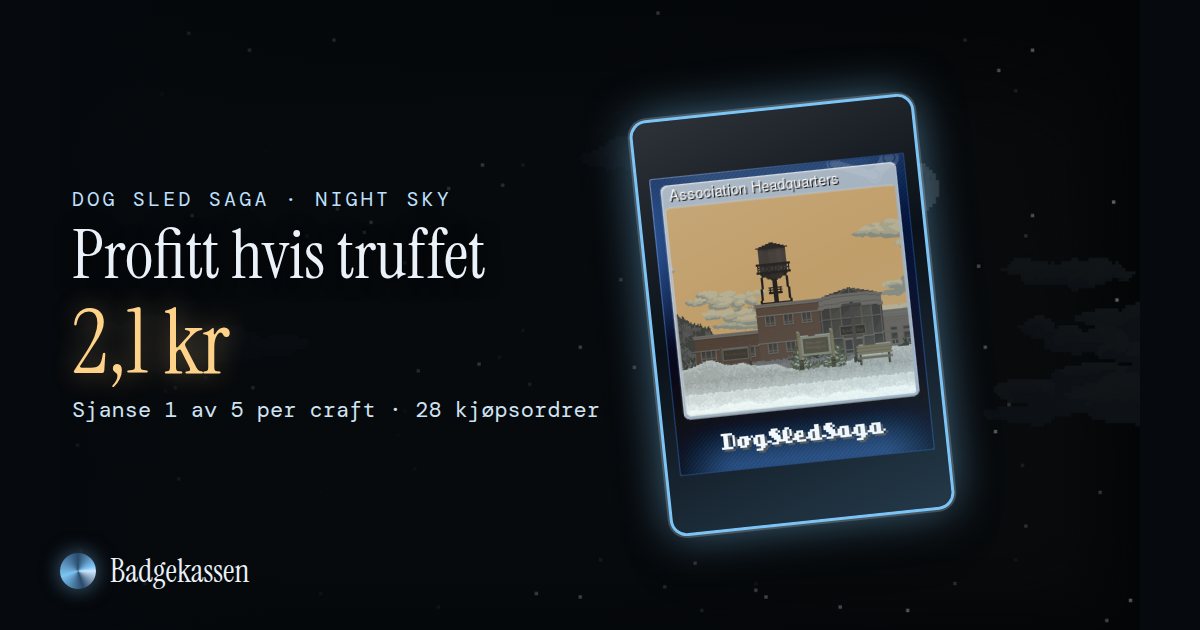 DOG SLED SAGA · NIGHT SKY
Profitt hvis truffet
2,1 kr
Sjanse 1 av 5 per craft · 28 kjøpsordrer
Badgekassen
Association Headquarters
DogSledSaga